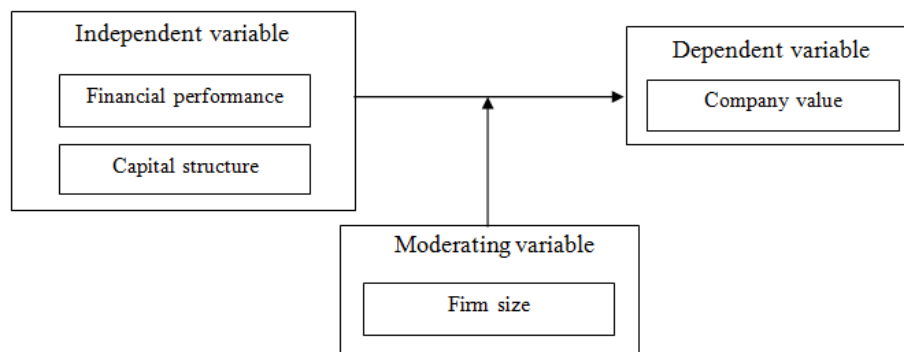 Independent variable
Financial performance
Capital structure
Dependent variable
Company value
Moderating variable
Firm size